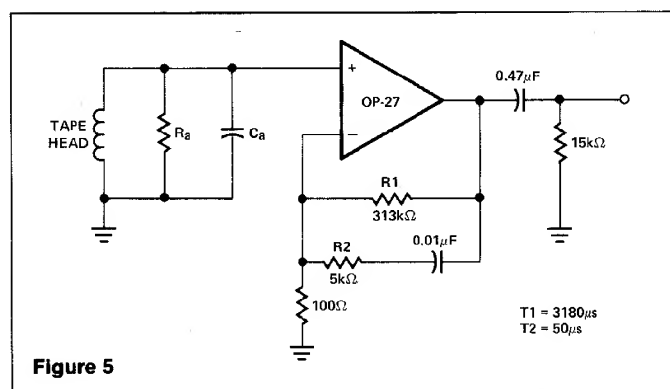 TAPE
HEAD
Ra
Ca
+
OP-27
−
0.47µF
15kΩ
R1
313kΩ
R2
5kΩ
0.01µF
100Ω
T1 = 3180µs
T2 = 50µs
Figure 5